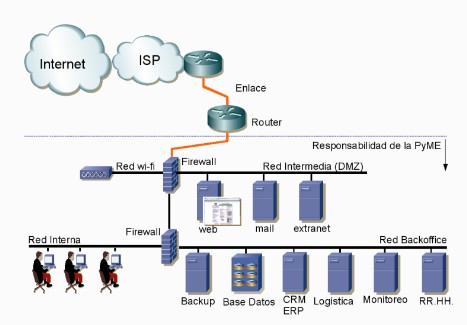 Internet
ISP
Enlace
Router
Responsabilidad de la PyME
Firewall
Red wi-fi
Red Intermedia (DMZ)
web
mail
extranet
Firewall
Red Interna
Red Backoffice
Backup
Base Datos
CRM
ERP
Logistica
Monitoreo
RR.HH.